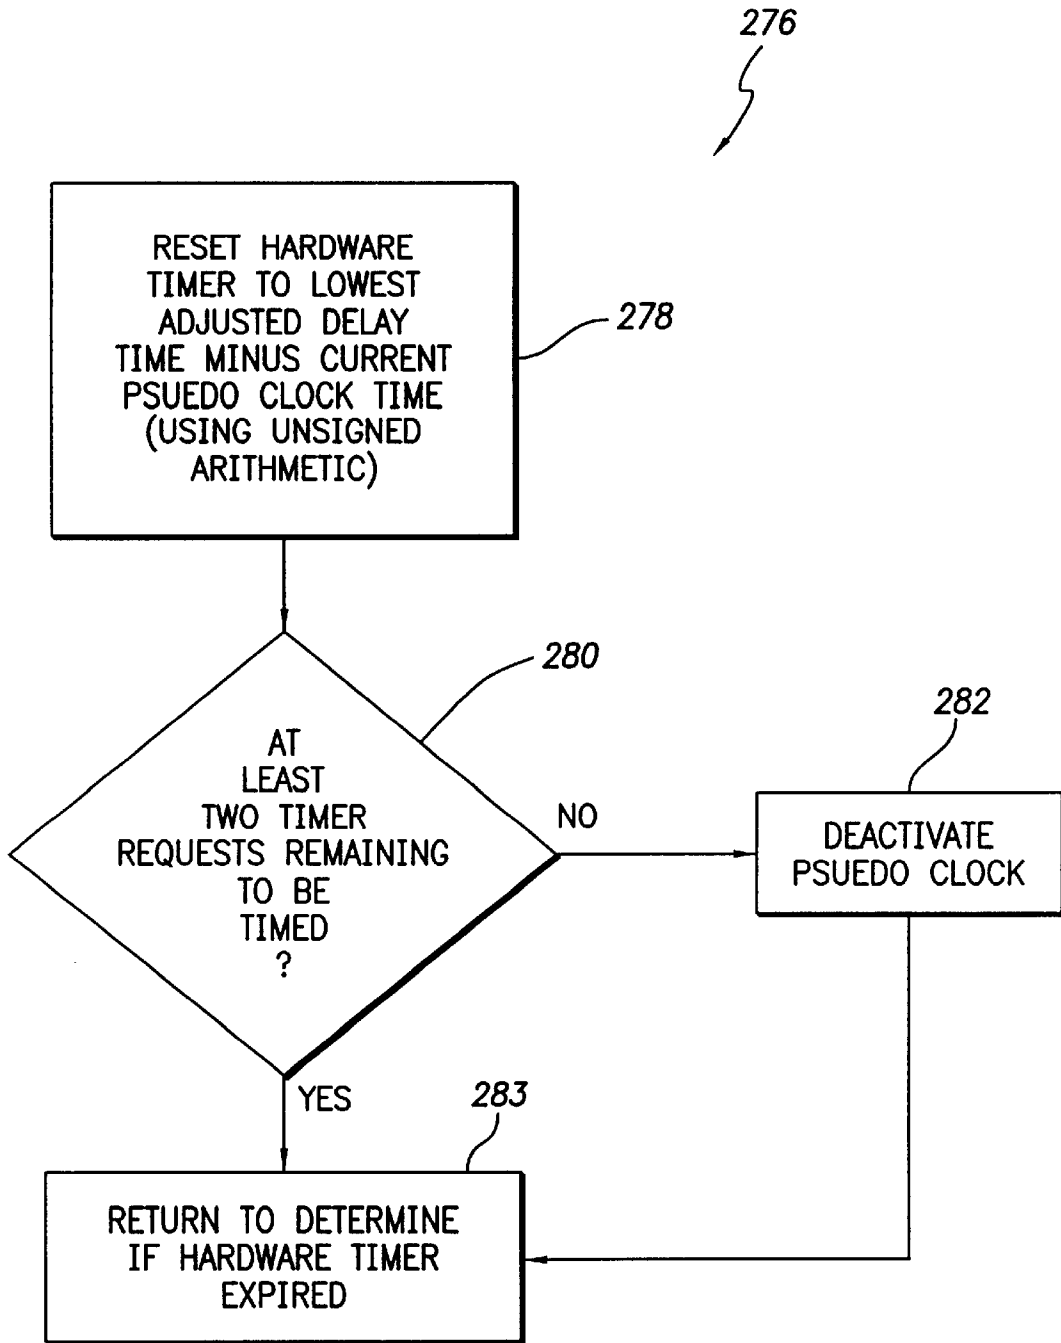 276
RESET HARDWARE
TIMER TO LOWEST
ADJUSTED DELAY
TIME MINUS CURRENT
PSUEDO CLOCK TIME
(USING UNSIGNED
ARITHMETIC)
278
280
AT
LEAST
TWO TIMER
REQUESTS REMAINING
TO BE
TIMED
?
NO
282
DEACTIVATE
PSUEDO CLOCK
YES
283
RETURN TO DETERMINE
IF HARDWARE TIMER
EXPIRED